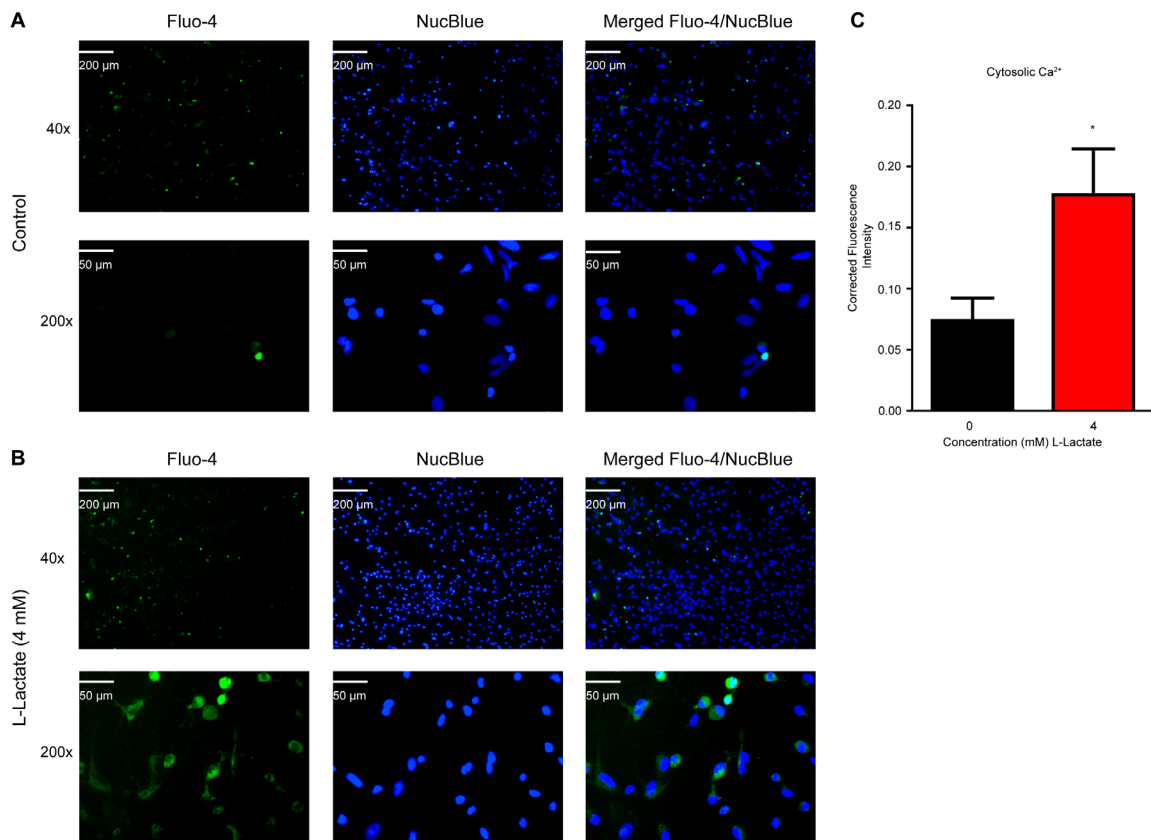 A
Fluo-4
NucBlue
Merged Fluo-4/NucBlue
Control
40x
200 µm
200 µm
200 µm
200x
50 µm
50 µm
50 µm
B
Fluo-4
NucBlue
Merged Fluo-4/NucBlue
L-Lactate (4 mM)
40x
200 µm
200 µm
200 µm
200x
50 µm
50 µm
50 µm
C
Cytosolic Ca²⁺
Corrected Fluorescence
Intensity
0.20
0.20
0.15
0.10
0.05
0.00
*
0
4
Concentration (mM) L-Lactate